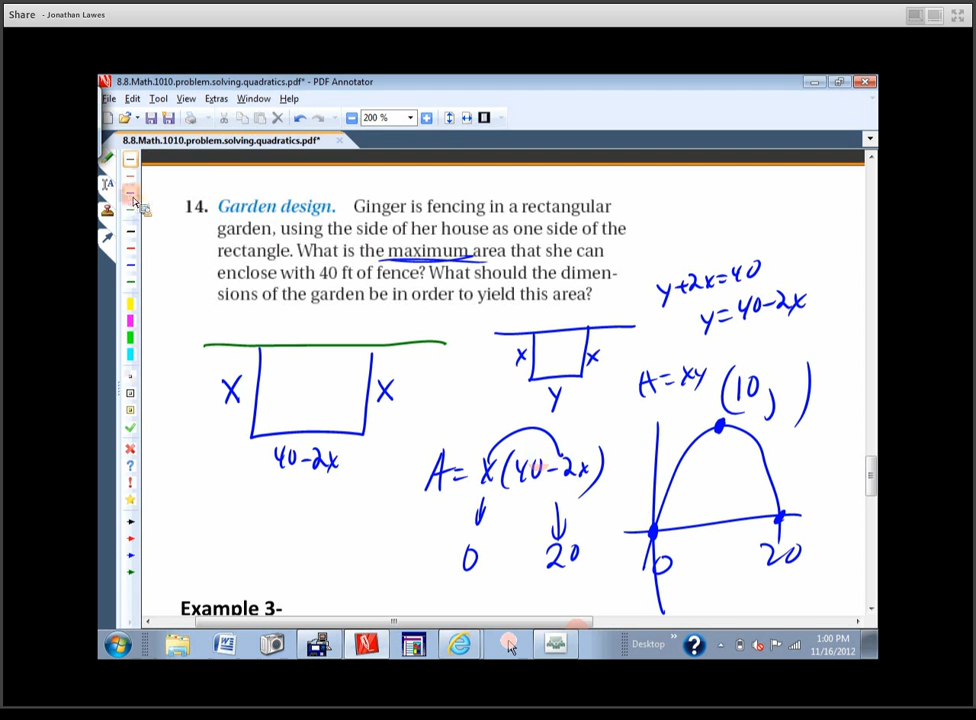 Share - Jonathan Lawes
8.8.Math.1010.problem.solving.quadratics.pdf* - PDF Annotator
File Edit Tool View Extras Window Help
200 %
8.8.Math.1010.problem.solving.quadratics.pdf*
14. Garden design. Ginger is fencing in a rectangular
garden, using the side of her house as one side of the
rectangle. What is the maximum area that she can
enclose with 40 ft of fence? What should the dimen-
sions of the garden be in order to yield this area?
y+2x=40
y=40-2x
x x
y
A=xy (10, )
X X
40-2x
A= x(40-2x)
0 20
0 20
Example 3-
Desktop
1:00 PM
11/16/2012